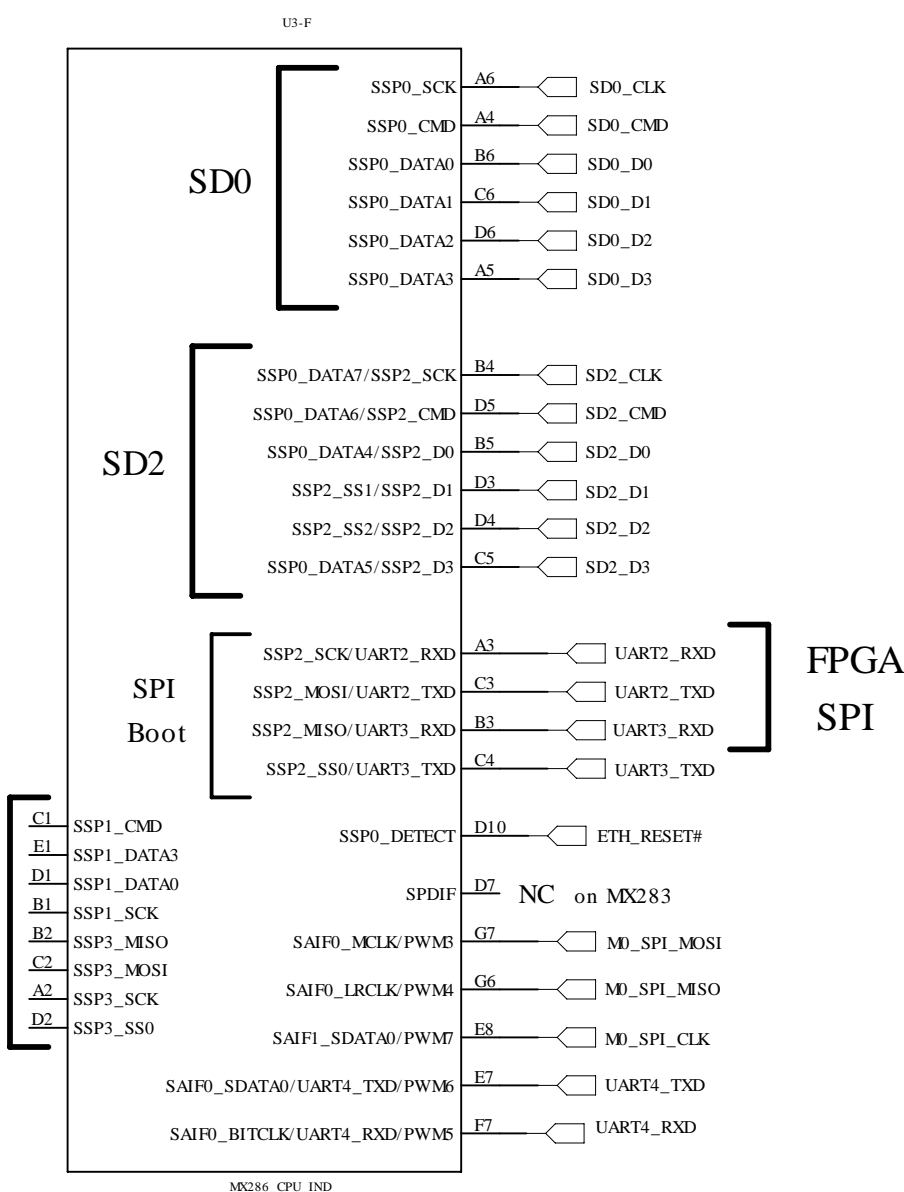 U3-F
SD0
SSP0_SCK A6 SD0_CLK
SSP0_CMD A4 SD0_CMD
SSP0_DATA0 B6 SD0_D0
SSP0_DATA1 C6 SD0_D1
SSP0_DATA2 D6 SD0_D2
SSP0_DATA3 A5 SD0_D3
SD2
SSP0_DATA7/SSP2_SCK B4 SD2_CLK
SSP0_DATA6/SSP2_CMD D5 SD2_CMD
SSP0_DATA4/SSP2_D0 B5 SD2_D0
SSP2_SS1/SSP2_D1 D3 SD2_D1
SSP2_SS2/SSP2_D2 D4 SD2_D2
SSP0_DATA5/SSP2_D3 C5 SD2_D3
SPI
Boot
SSP2_SCK/UART2_RXD A3 UART2_RXD
SSP2_MOSI/UART2_TXD C3 UART2_TXD
SSP2_MISO/UART3_RXD B3 UART3_RXD
SSP2_SS0/UART3_TXD C4 UART3_TXD
FPGA
SPI
C1 SSP1_CMD
E1 SSP1_DATA3
D1 SSP1_DATA0
B1 SSP1_SCK
B2 SSP3_MISO
C2 SSP3_MOSI
A2 SSP3_SCK
D2 SSP3_SS0
SSP0_DETECT D10 ETH_RESET#
SPDIF D7 NC on MX283
SAIF0_MCLK/PWM3 G7 M0_SPI_MOSI
SAIF0_LRCLK/PWM4 G6 M0_SPI_MISO
SAIF1_SDATA0/PWM7 E8 M0_SPI_CLK
SAIF0_SDATA0/UART4_TXD/PWM6 E7 UART4_TXD
SAIF0_BITCLK/UART4_RXD/PWM5 F7 UART4_RXD
MX286_CPU_IND